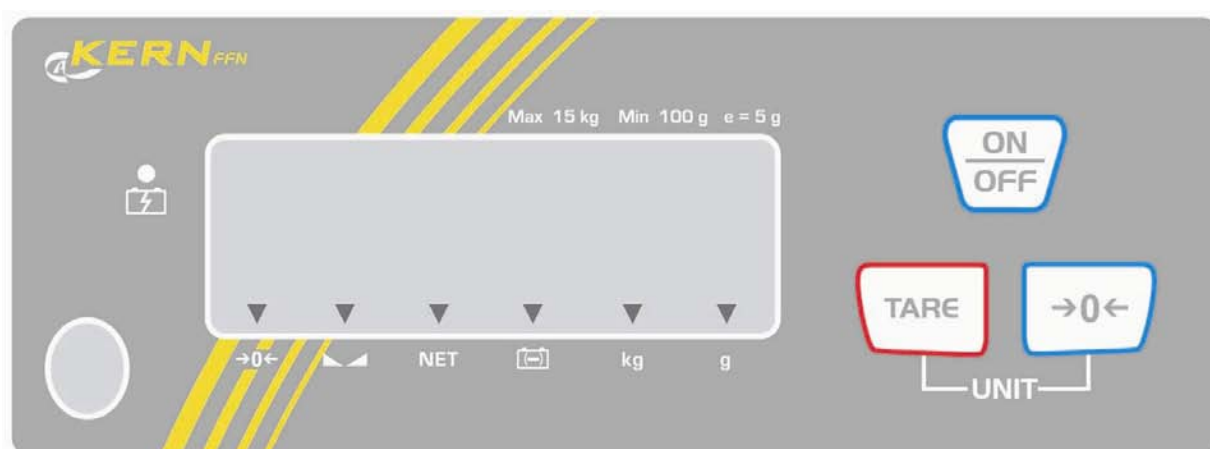 KERN FFN
Max 15 kg Min 100 g e = 5 g
ON
OFF
TARE →0←
→0← NET kg g
UNIT